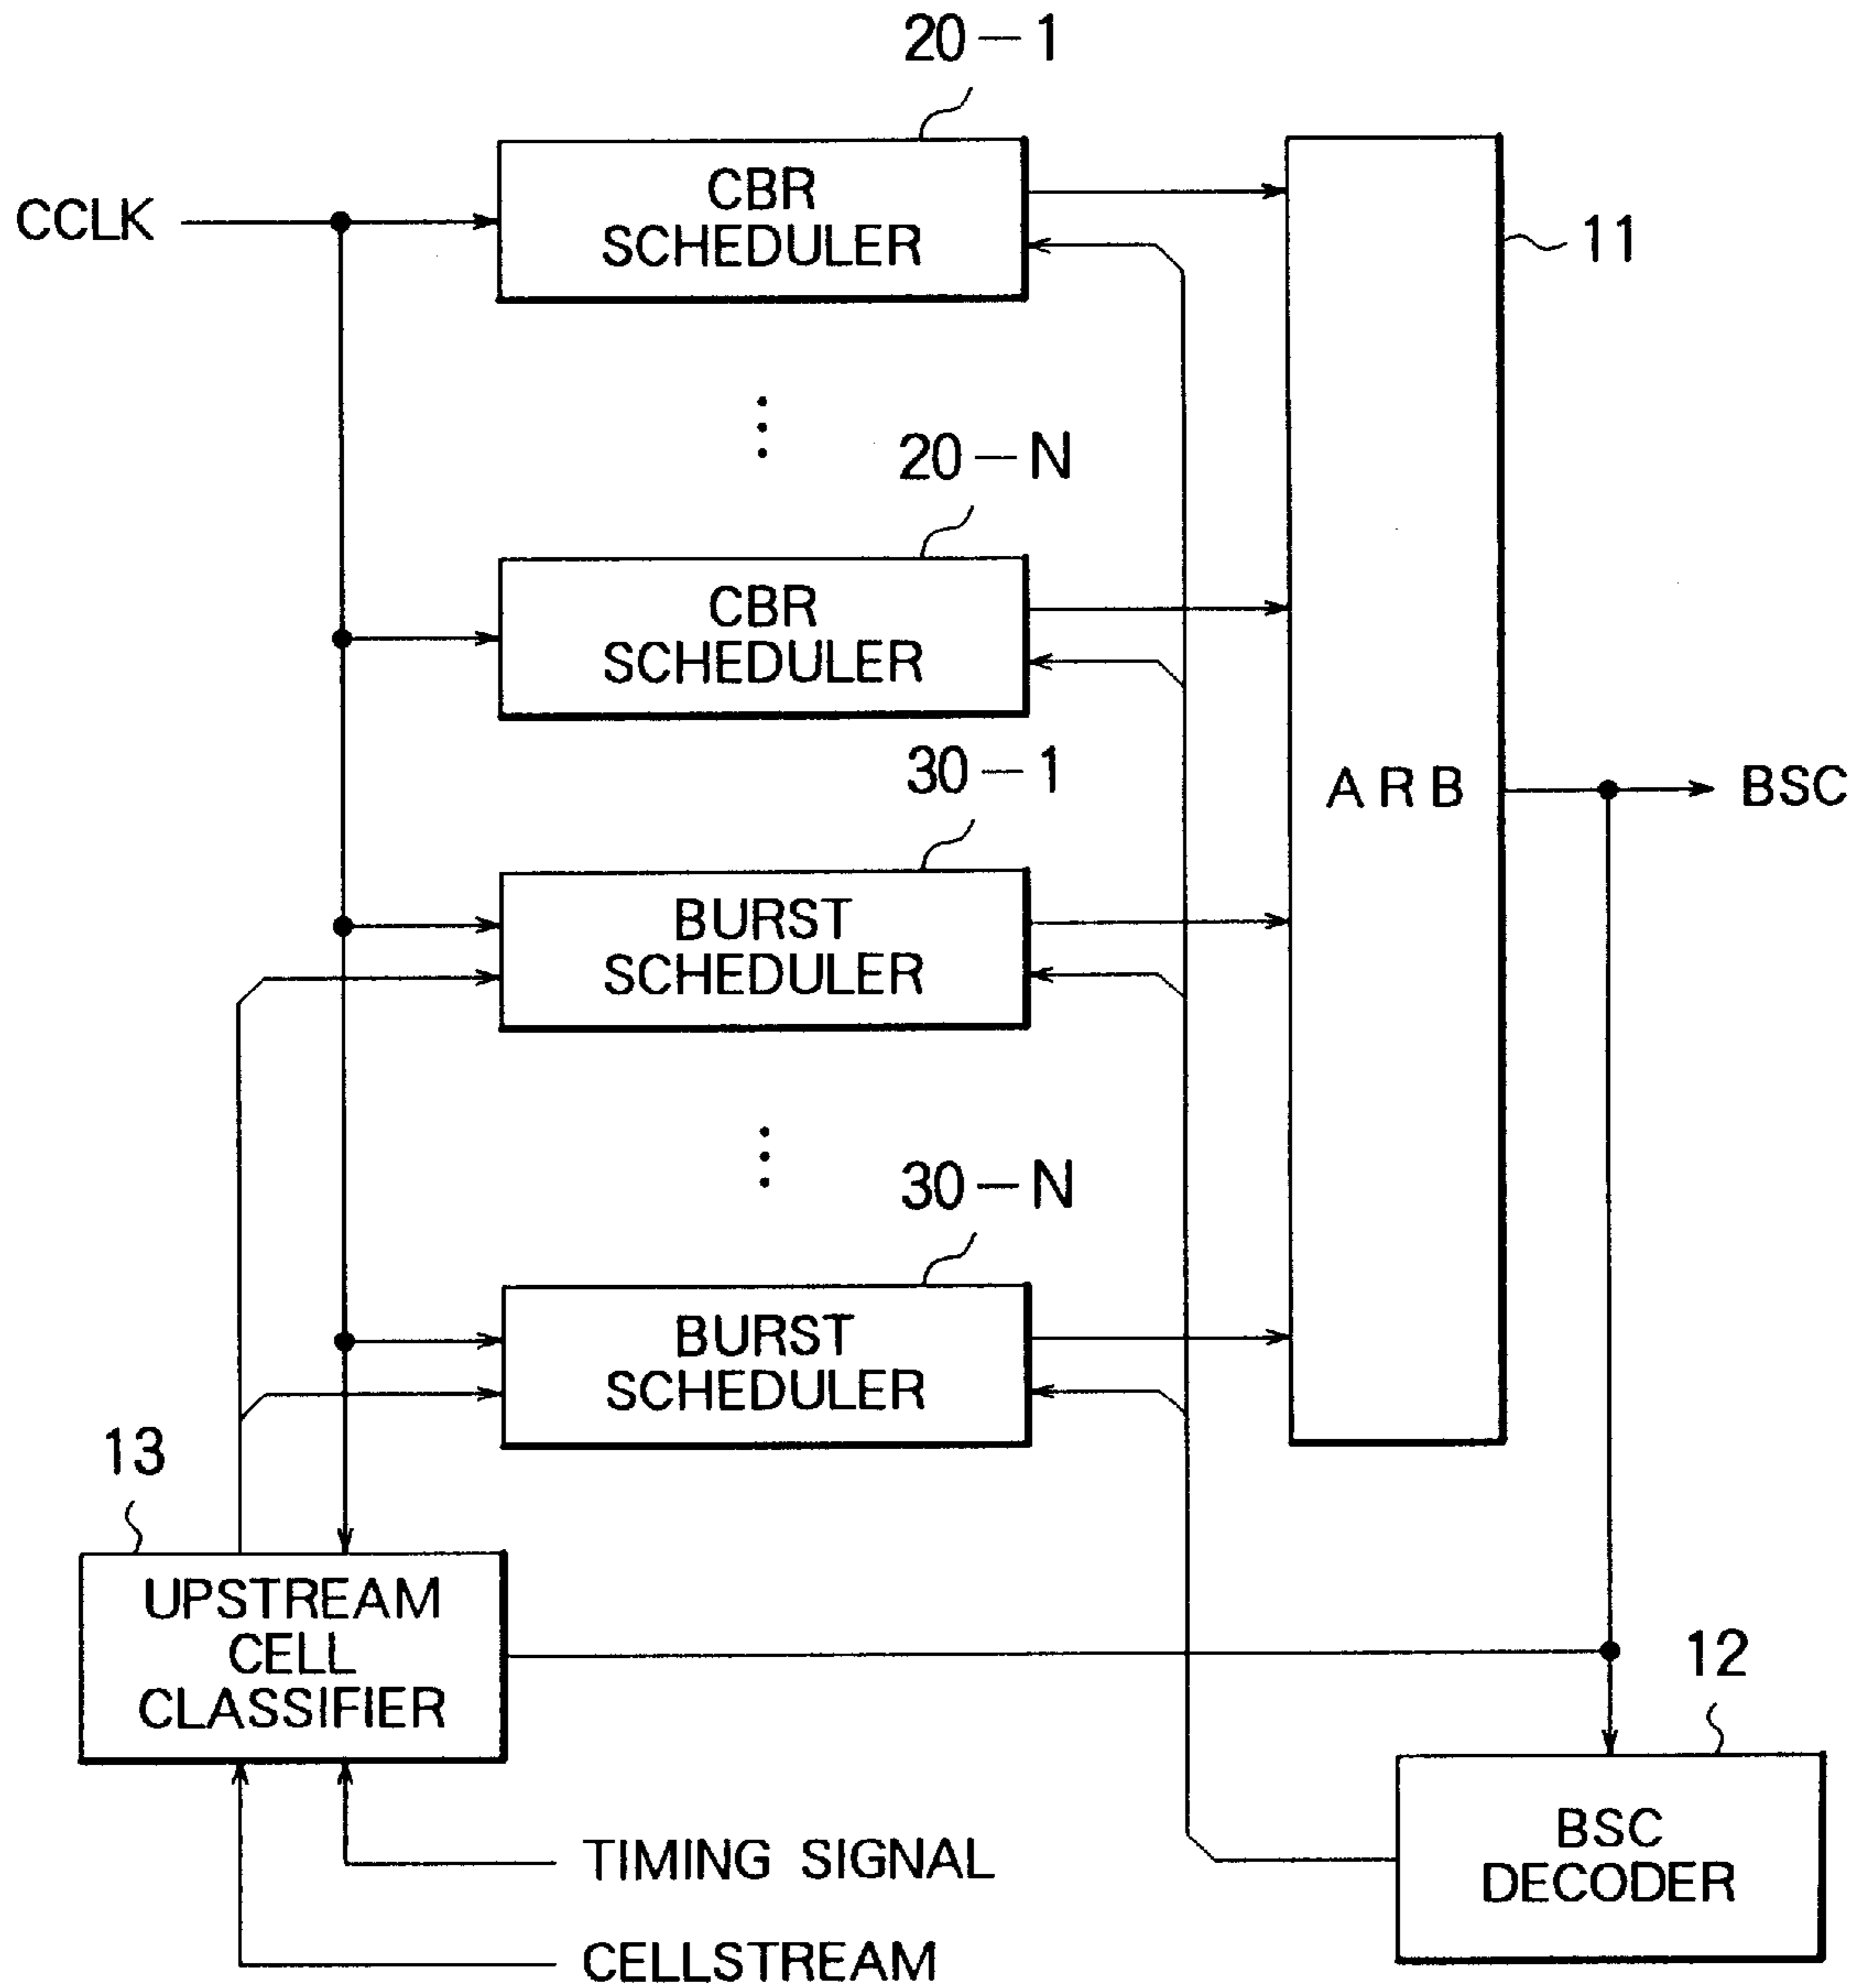 20-1
CBR
SCHEDULER
CCLK
11
20-N
CBR
SCHEDULER
30-1
ARB
BSC
BURST
SCHEDULER
30-N
BURST
SCHEDULER
13
UPSTREAM
CELL
CLASSIFIER
12
BSC
DECODER
TIMING SIGNAL
CELLSTREAM